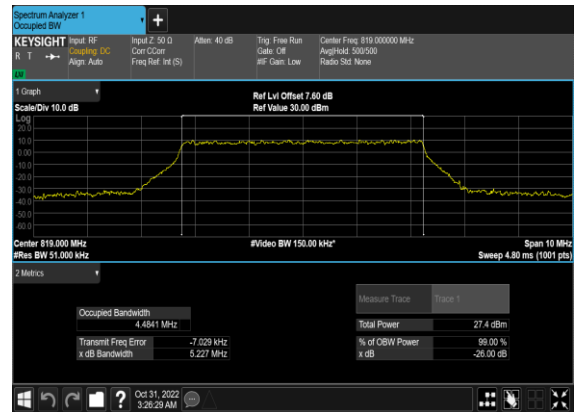 Spectrum Analyzer 1
Occupied BW
KEYSIGHT Input: RF Input Z: 50 Ω Atten: 40 dB Trig: Free Run Center Freq: 819.000000 MHz
R T Coupling: DC Corr CCorr Gate: Off Avg|Hold: 500/500
Align: Auto Freq Ref: Int (S) #IF Gain: Low Radio Std: None
LXI
1 Graph
Ref Lvl Offset 7.60 dB
Scale/Div 10.0 dB Ref Value 30.00 dBm
Log
20.0
10.0
0.00
-10.0
-20.0
-30.0
-40.0
-50.0
-60.0
Center 819.000 MHz #Video BW 150.00 kHz* Span 10 MHz
#Res BW 51.000 kHz Sweep 4.80 ms (1001 pts)
2 Metrics
Measure Trace Trace 1
Occupied Bandwidth
4.4841 MHz Total Power 27.4 dBm
Transmit Freq Error -7.029 kHz % of OBW Power 99.00 %
x dB Bandwidth 5.227 MHz x dB -26.00 dB
? Oct 31, 2022
3:26:29 AM